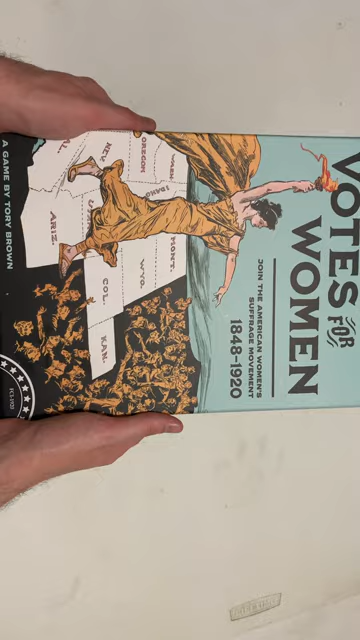 VOTES FOR
WOMEN
JOIN THE AMERICAN WOMEN'S
SUFFRAGE MOVEMENT
1848-1920
WASH.
OREGON
IDAHO
MONT.
WYO.
NEV
ARIZ.
COL.
KAN.
A GAME BY TORY BROWN